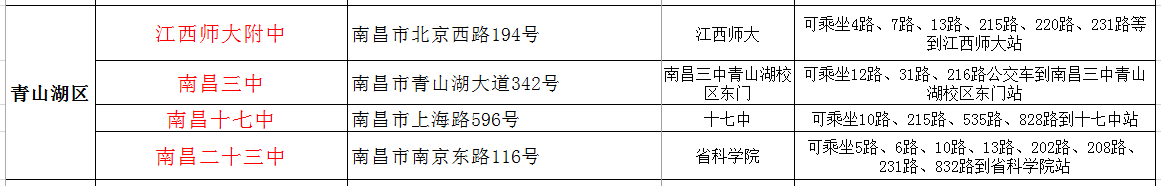 青山湖区
江西师大附中 南昌市北京西路194号 江西师大 可乘坐4路、7路、13路、215路、220路、231路等
到江西师大站
南昌三中 南昌市青山湖大道342号 南昌三中青山湖校
区东门 可乘坐12路、31路、216路公交车到南昌三中青山
湖校区东门站
南昌十七中 南昌市上海路596号 十七中 可乘坐10路、215路、535路、828路到十七中站
南昌二十三中 南昌市南京东路116号 省科学院 可乘坐5路、6路、10路、13路、202路、208路、
231路、832路到省科学院站